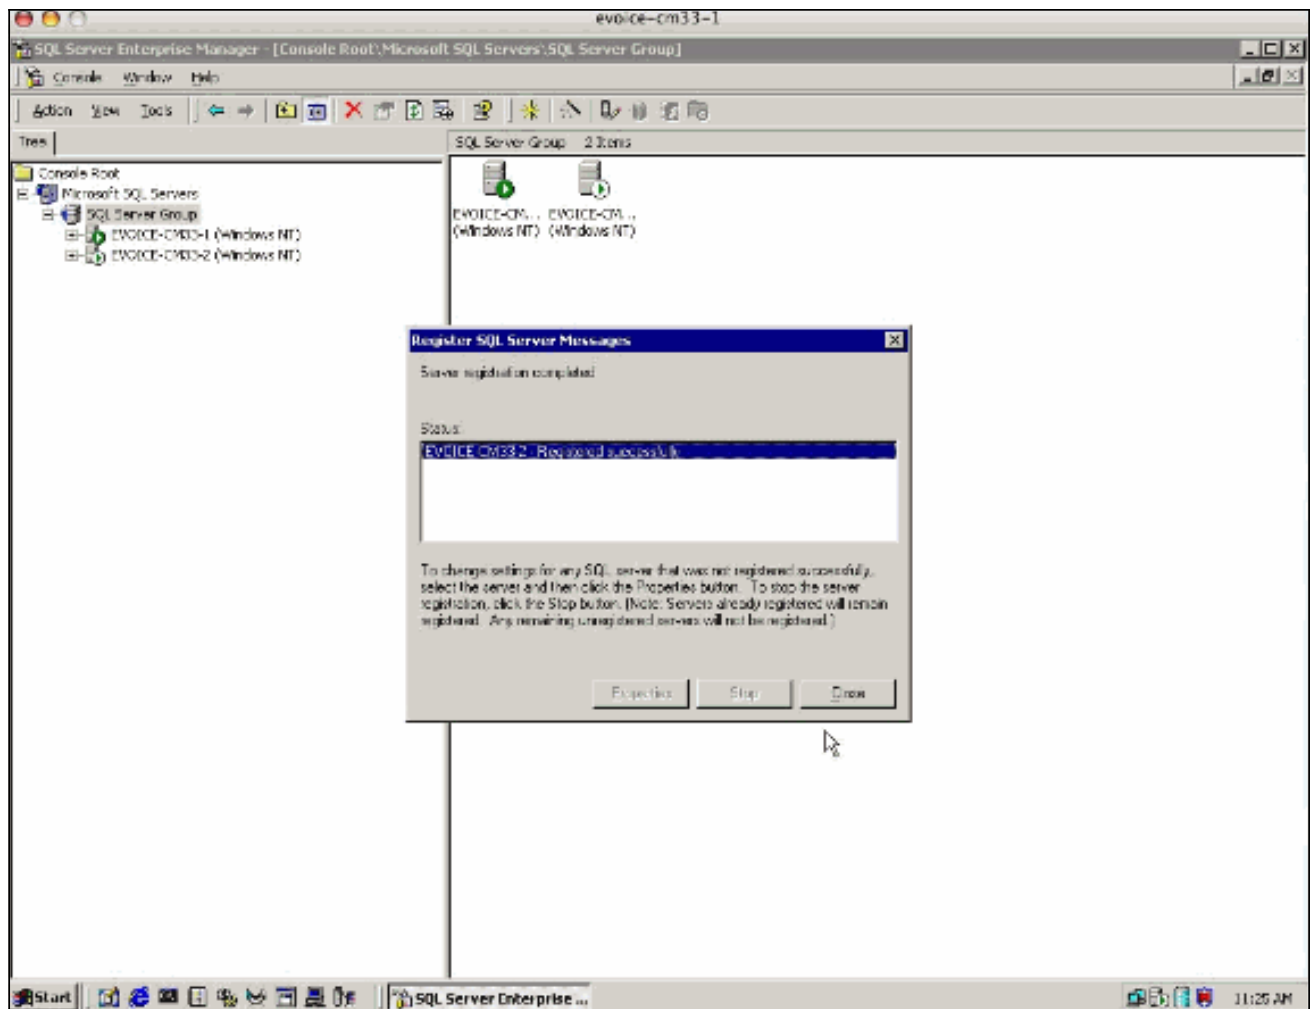 evoice-cm33-1
SQL Server Enterprise Manager - [Console Root\Microsoft SQL Servers\SQL Server Group]
Console Window Help
Action View Tools
Tree
SQL Server Group 2 Items
Console Root
Microsoft SQL Servers
SQL Server Group
EVOICE-CM33-1 (Windows NT)
EVOICE-CM33-2 (Windows NT)
EVOICE-CM... EVOICE-CM...
(Windows NT) (Windows NT)
Register SQL Server Messages
Server registration completed
Status:
EVOICE-CM33-2 - Registered successfully
To change settings for any SQL server that was not registered successfully,
select the server and then click the Properties button. To stop the server
registration, click the Stop button. (Note: Servers already registered will remain
registered. Any remaining unregistered servers will not be registered.)
Properties Stop Close
Start SQL Server Enterprise ... 11:25 AM